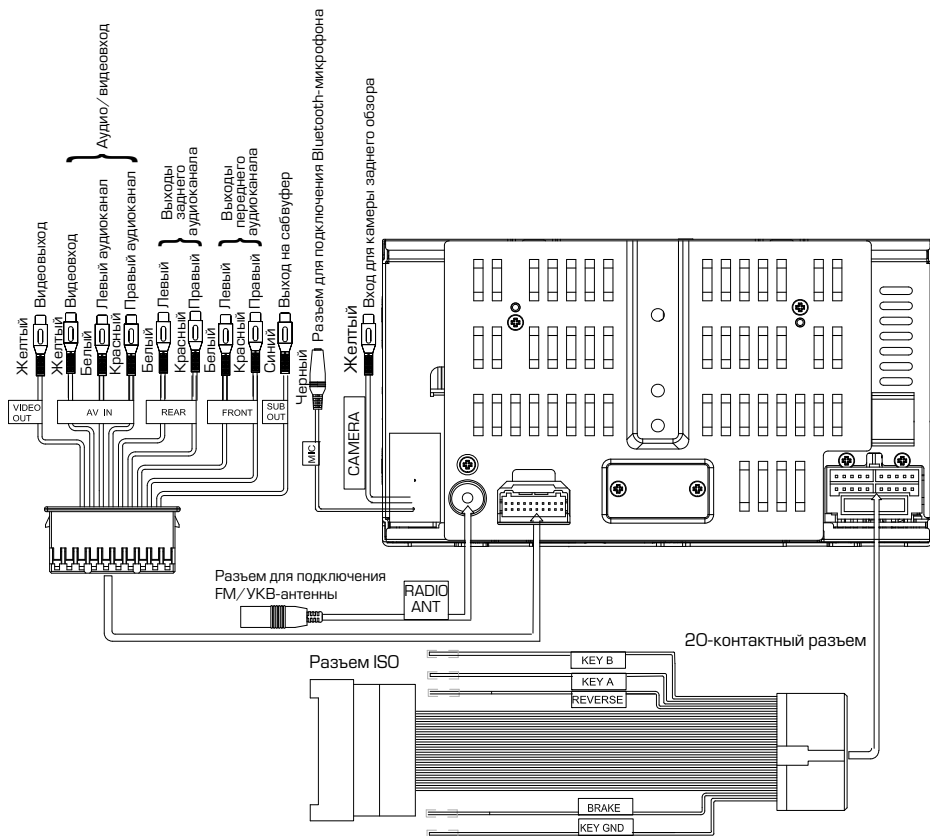 Аудио/видеовход
Разъем для подключения Bluetooth-микрофона
Выходы
заднего
аудиоканала
Выходы
переднего
аудиоканала
Видеовыход
Видеовход
Левый аудиоканал
Правый аудиоканал
Левый
Правый
Левый
Правый
Выход на сабвуфер
Вход для камеры заднего обзора
Желтый
Желтый
Белый
Красный
Белый
Красный
Белый
Красный
Синий
Черный
Желтый
VIDEO
OUT
AV IN
REAR
FRONT
SUB
OUT
MIC
CAMERA
Разъем для подключения
FM/УКВ-антенны
RADIO
ANT
20-контактный разъем
Разъем ISO
KEY B
KEY A
REVERSE
BRAKE
KEY GND